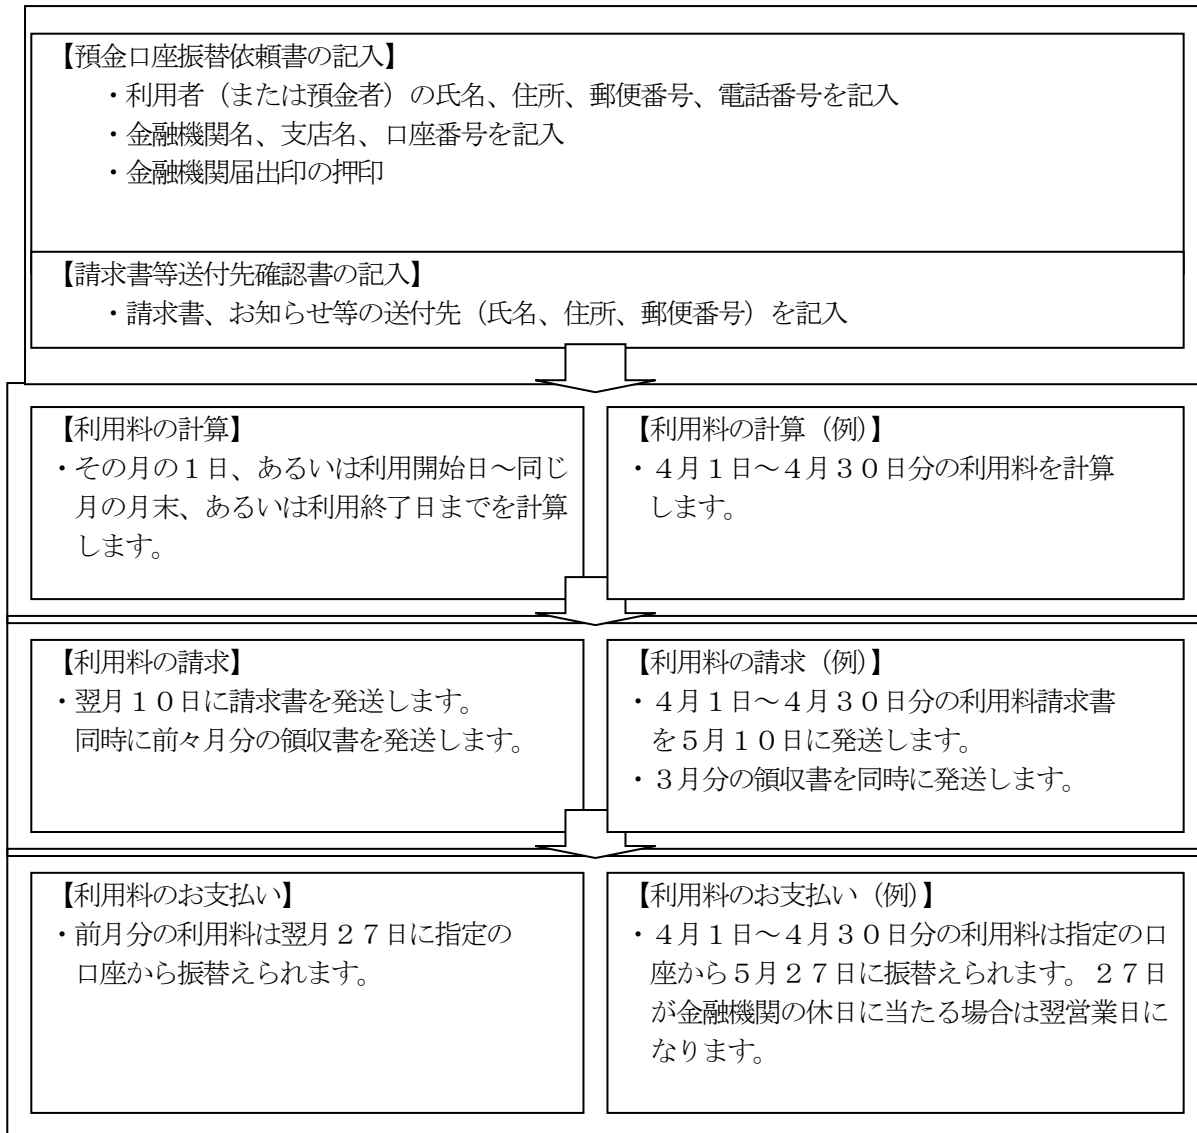 【預金口座振替依頼書の記入】
・利用者（または預金者）の氏名、住所、郵便番号、電話番号を記入
・金融機関名、支店名、口座番号を記入
・金融機関届出印の押印
【請求書等送付先確認書の記入】
・請求書、お知らせ等の送付先（氏名、住所、郵便番号）を記入
【利用料の計算】
・その月の１日、あるいは利用開始日～同じ
月の月末、あるいは利用終了日までを計算
します。
【利用料の計算（例）】
・４月１日～４月３０日分の利用料を計算
します。
【利用料の請求】
・翌月１０日に請求書を発送します。
同時に前々月分の領収書を発送します。
【利用料の請求（例）】
・４月１日～４月３０日分の利用料請求書
を５月１０日に発送します。
・３月分の領収書を同時に発送します。
【利用料のお支払い】
・前月分の利用料は翌月２７日に指定の
口座から振替えられます。
【利用料のお支払い（例）】
・４月１日～４月３０日分の利用料は指定の口
座から５月２７日に振替えられます。２７日
が金融機関の休日に当たる場合は翌営業日に
なります。